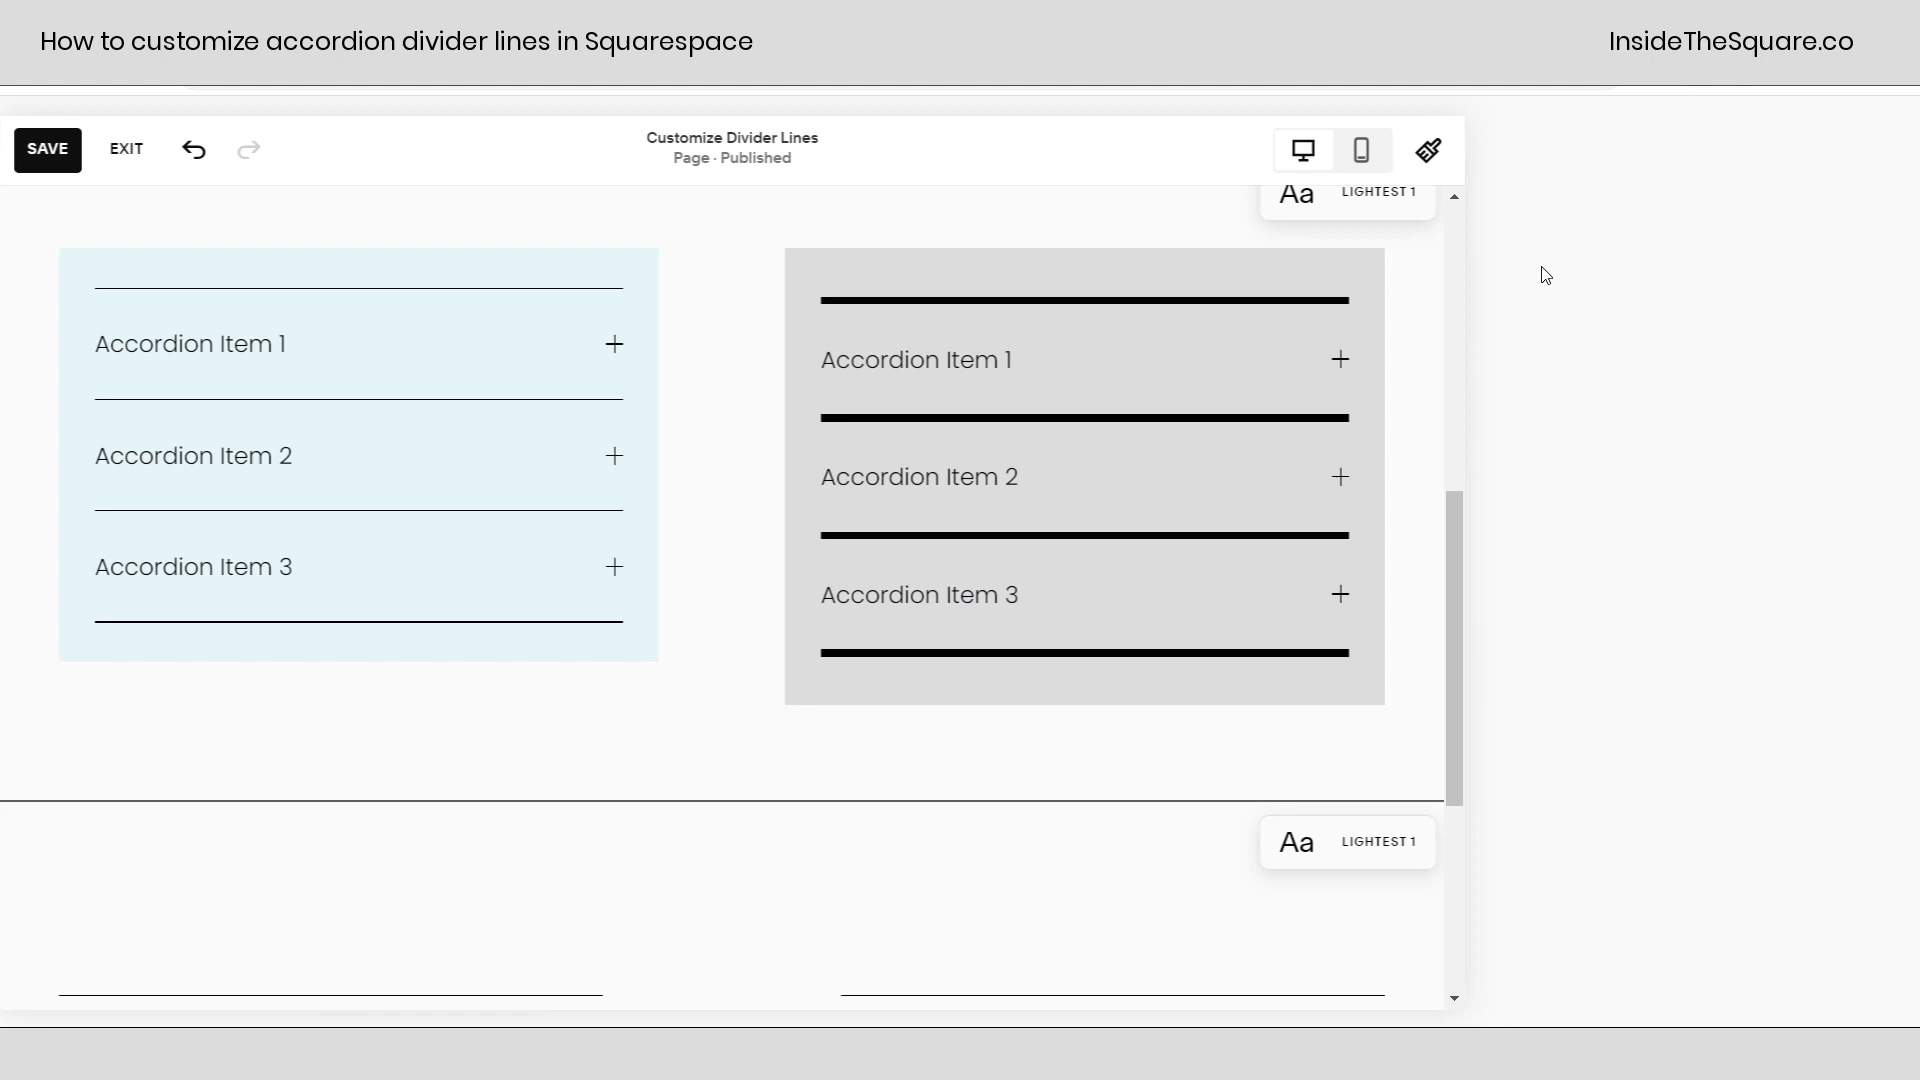 How to customize accordion divider lines in Squarespace
InsideTheSquare.co
SAVE
EXIT
Customize Divider Lines
Page · Published
Aa
LIGHTEST 1
Accordion Item 1
Accordion Item 2
Accordion Item 3
Accordion Item 1
Accordion Item 2
Accordion Item 3
Aa
LIGHTEST 1